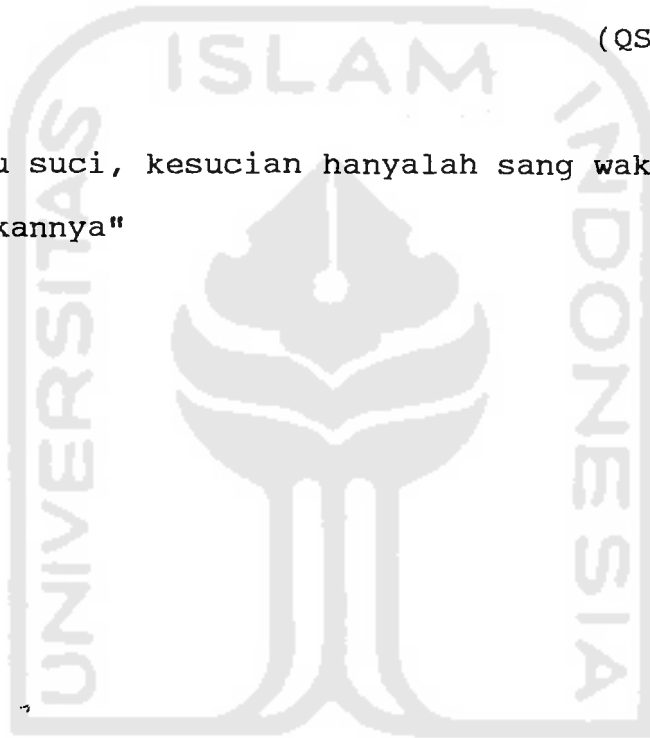 (QS
ISLAM
u suci, kesucian hanyalah sang wak
kannya"
UNIVERSITAS
INDONESIA